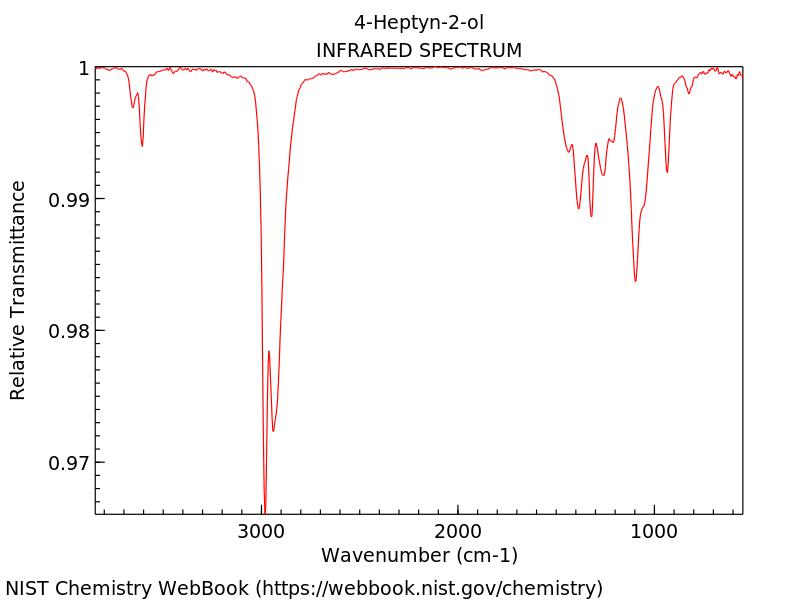 4-Heptyn-2-ol
INFRARED SPECTRUM
1
0.99
0.98
0.97
Relative Transmittance
3000 2000 1000
Wavenumber (cm-1)
NIST Chemistry WebBook (https://webbook.nist.gov/chemistry)